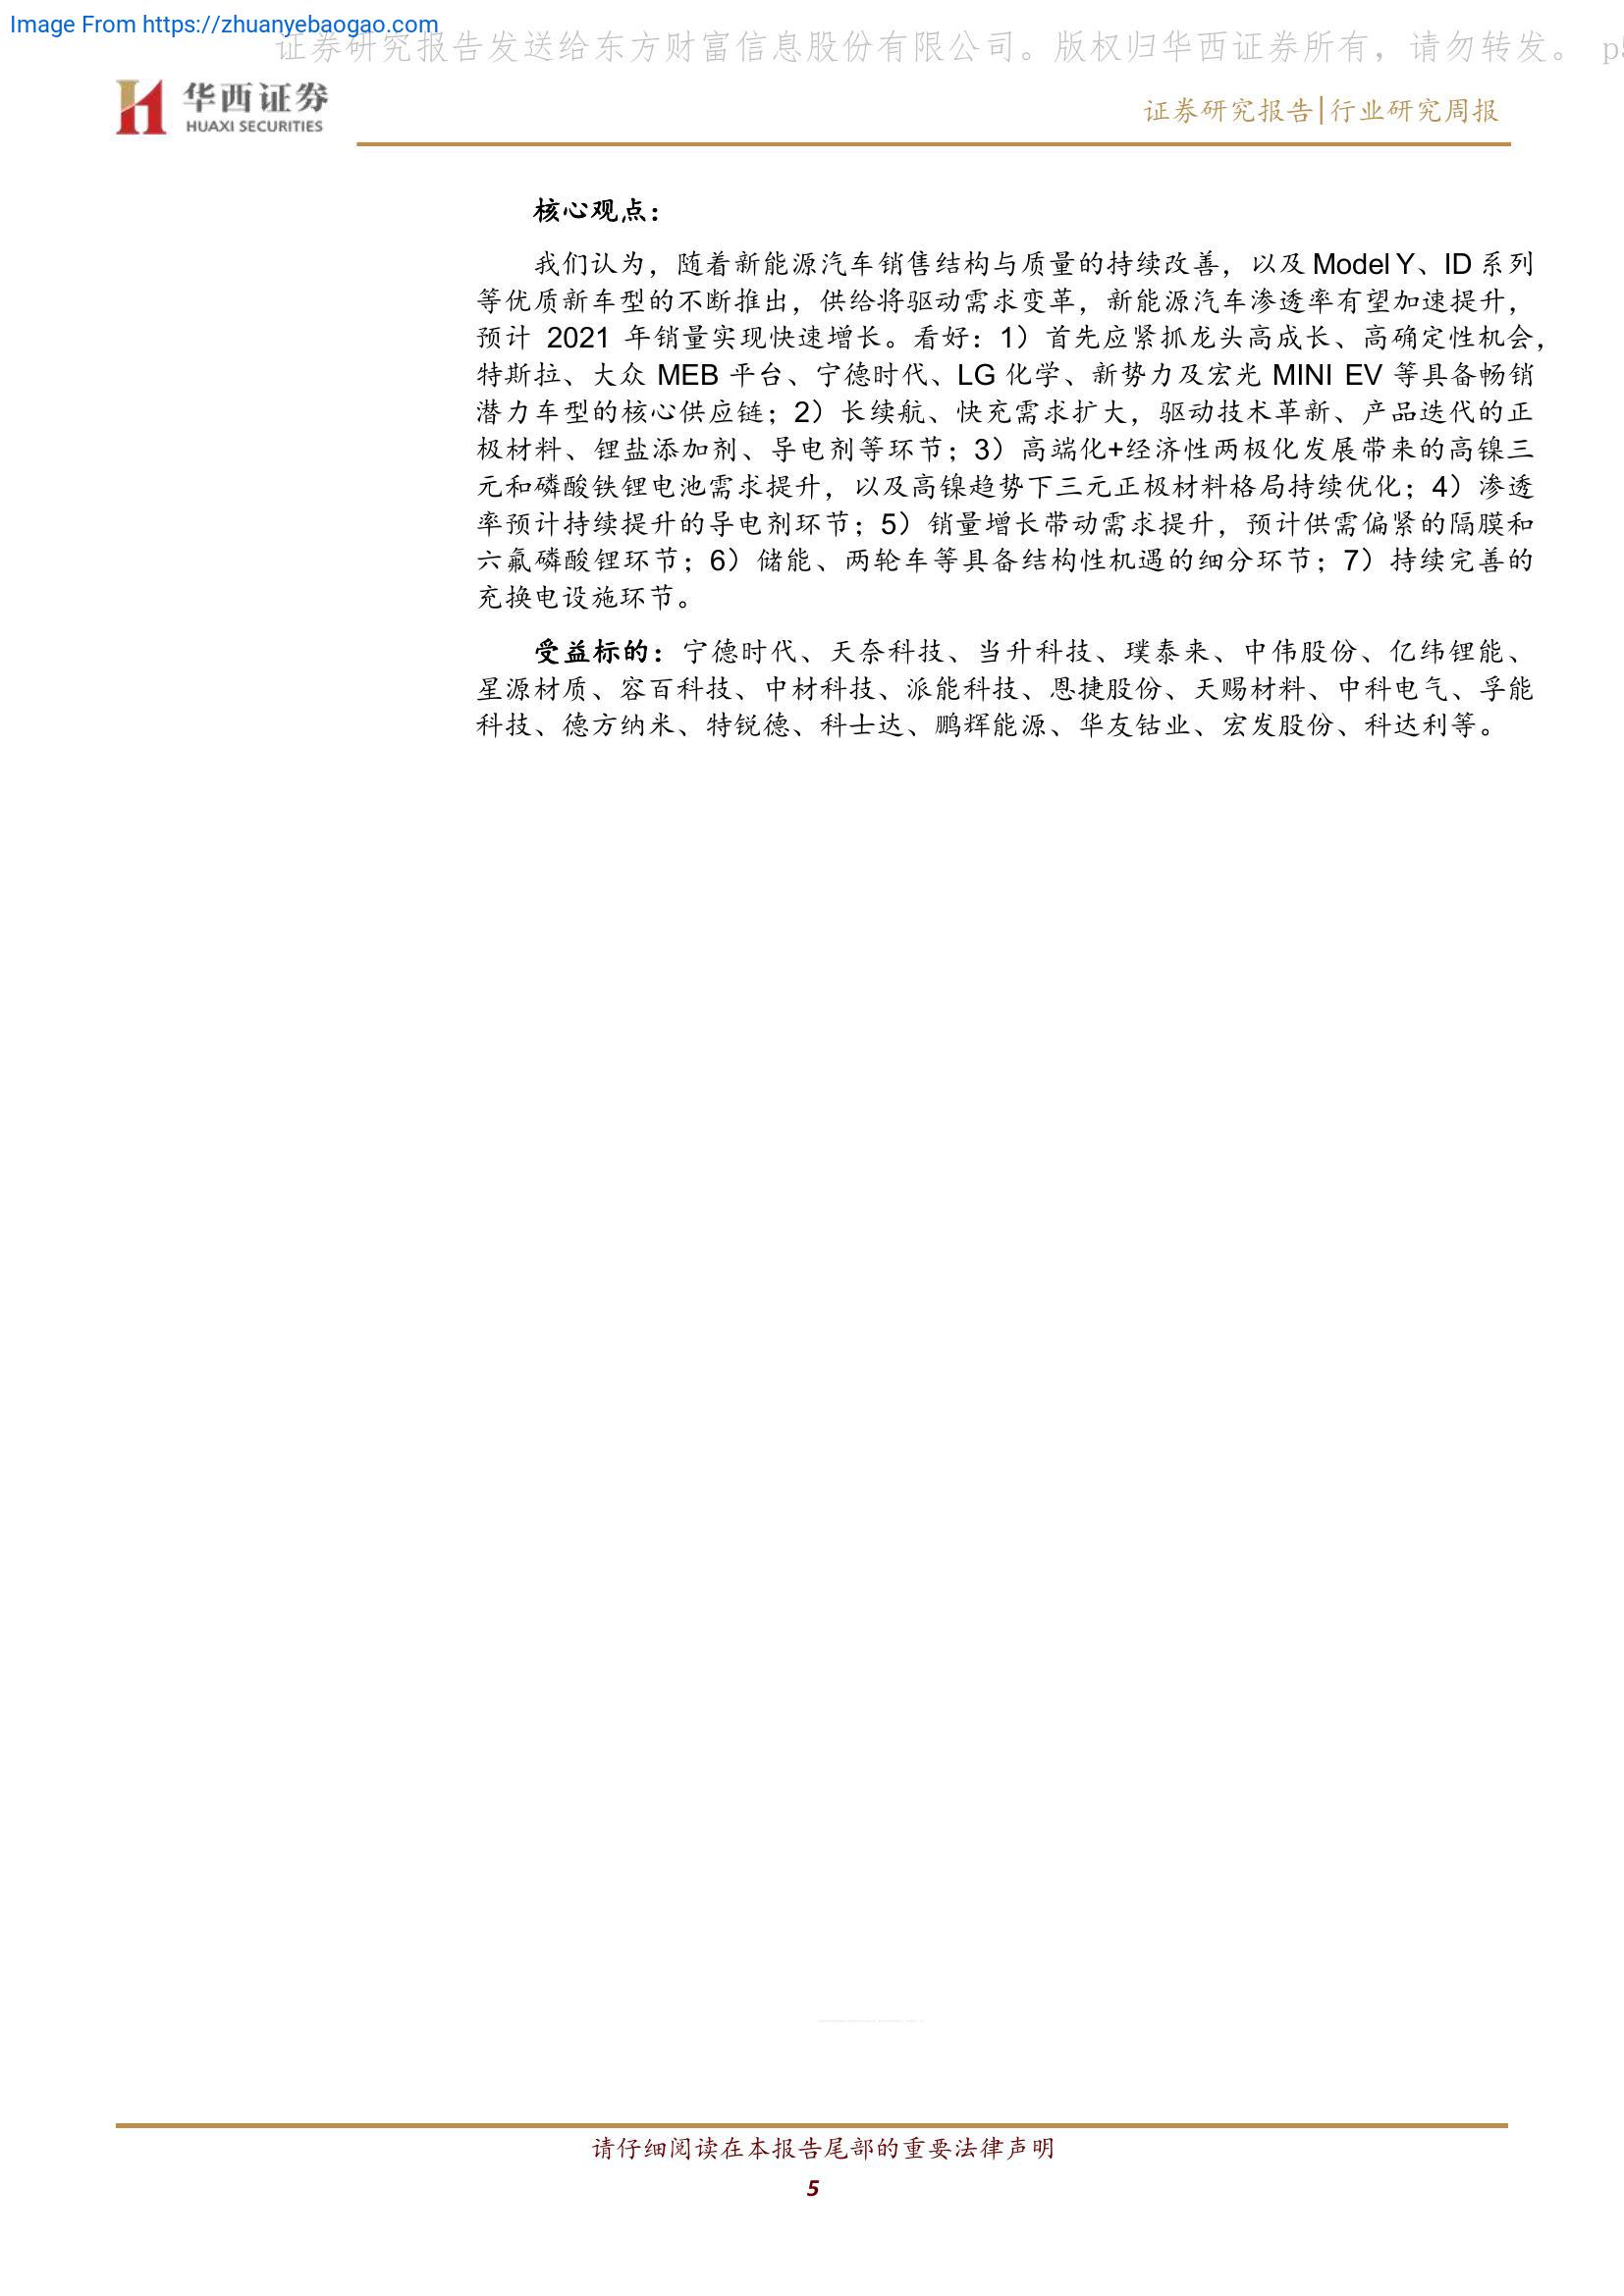 Image From https://zhuanyebaogao.com
证券研究报告发送给东方财富信息股份有限公司。版权归华西证券所有，请勿转发。 p5
华西证券
HUAXI SECURITIES
证券研究报告|行业研究周报
核心观点：
我们认为，随着新能源汽车销售结构与质量的持续改善，以及 Model Y、ID 系列
等优质新车型的不断推出，供给将驱动需求变革，新能源汽车渗透率有望加速提升，
预计 2021 年销量实现快速增长。看好：1）首先应紧抓龙头高成长、高确定性机会，
特斯拉、大众 MEB 平台、宁德时代、LG 化学、新势力及宏光 MINI EV 等具备畅销
潜力车型的核心供应链；2）长续航、快充需求扩大，驱动技术革新、产品迭代的正
极材料、锂盐添加剂、导电剂等环节；3）高端化+经济性两极化发展带来的高镍三
元和磷酸铁锂电池需求提升，以及高镍趋势下三元正极材料格局持续优化；4）渗透
率预计持续提升的导电剂环节；5）销量增长带动需求提升，预计供需偏紧的隔膜和
六氟磷酸锂环节；6）储能、两轮车等具备结构性机遇的细分环节；7）持续完善的
充换电设施环节。
受益标的：宁德时代、天奈科技、当升科技、璞泰来、中伟股份、亿纬锂能、
星源材质、容百科技、中材科技、派能科技、恩捷股份、天赐材料、中科电气、孚能
科技、德方纳米、特锐德、科士达、鹏辉能源、华友钴业、宏发股份、科达利等。
请仔细阅读在本报告尾部的重要法律声明
5